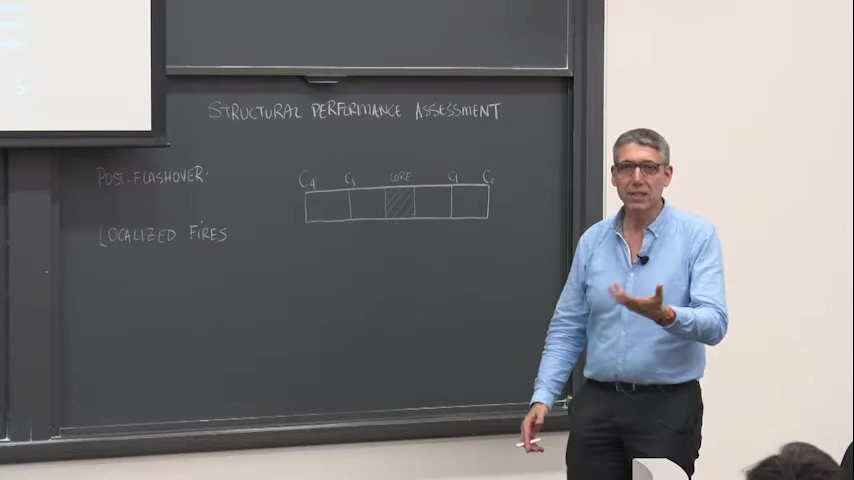 STRUCTURAL PERFORMANCE ASSESSMENT
POST-FLASHOVER
C4 C3 CORE C1 C2
LOCALIZED FIRES